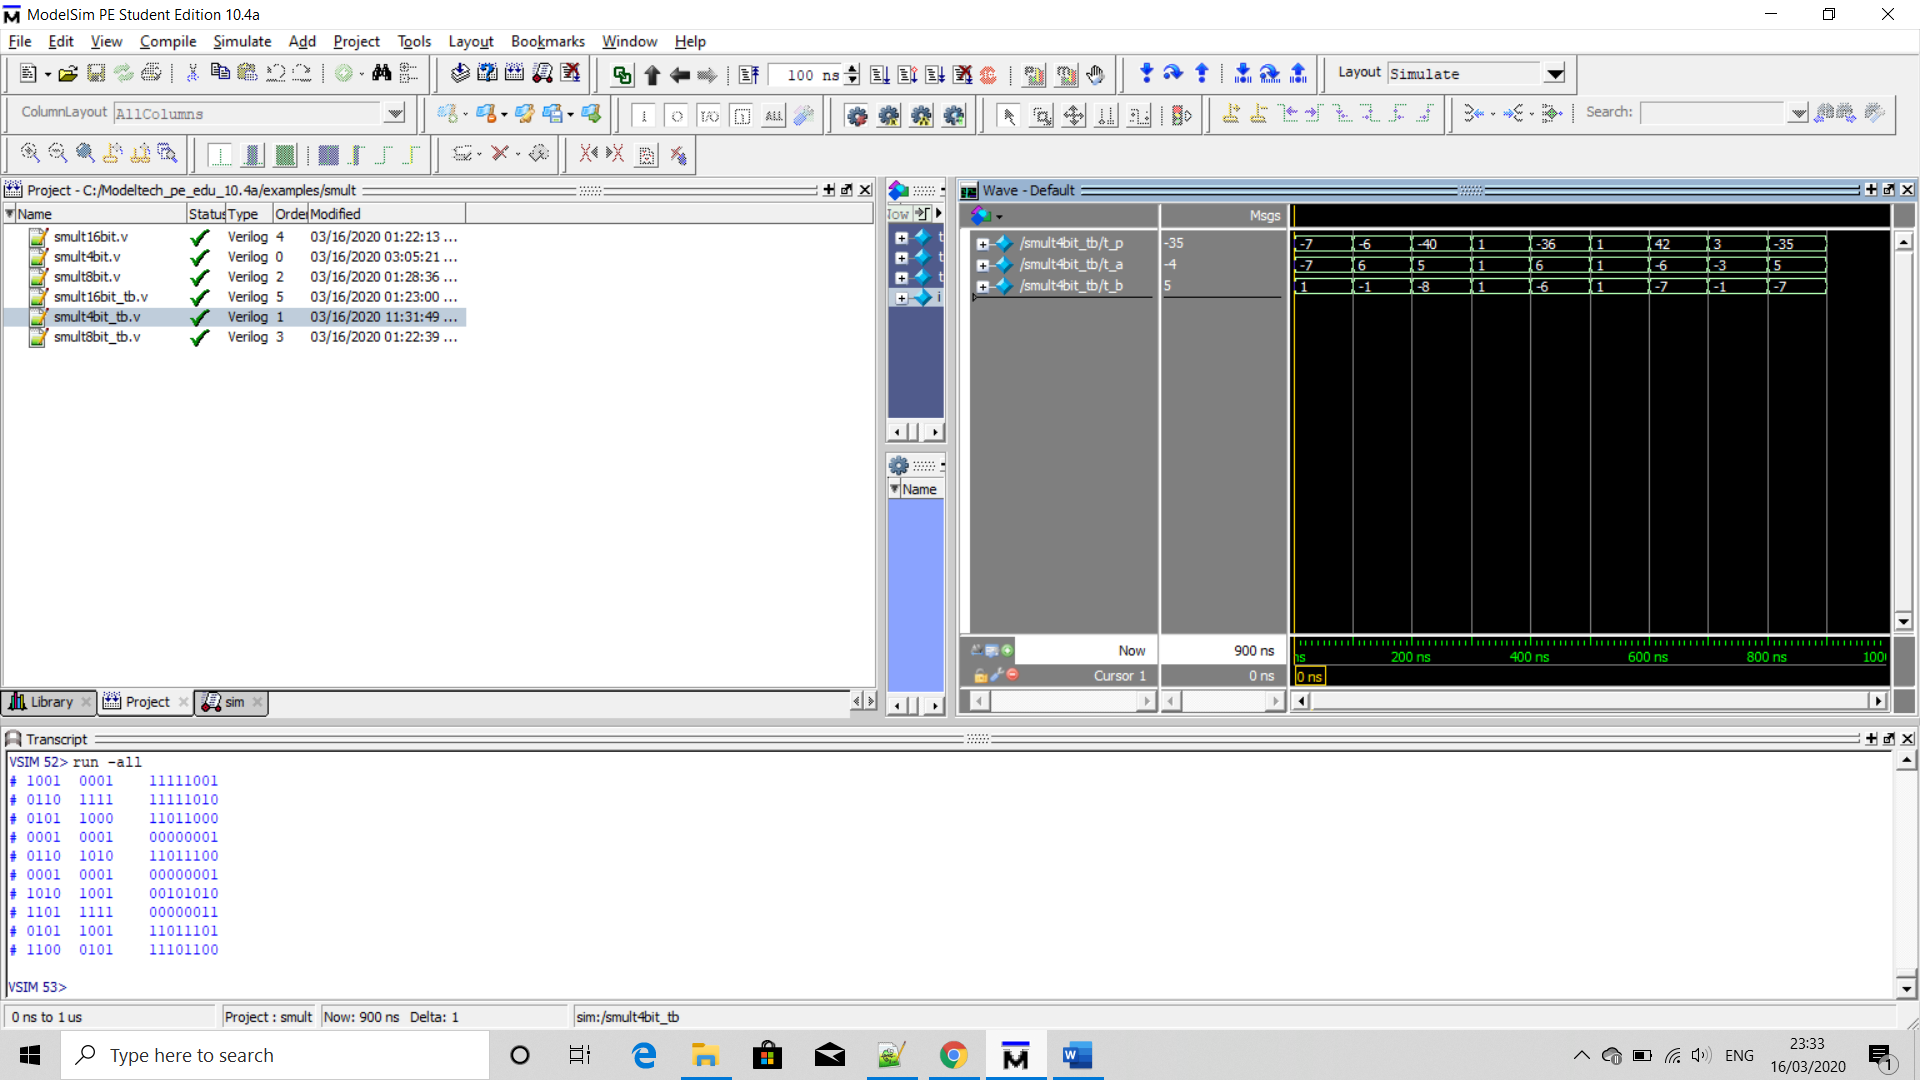 ModelSim PE Student Edition 10.4a
File Edit View Compile Simulate Add Project Tools Layout Bookmarks Window Help
100 ns
Layout Simulate
ColumnLayout AllColumns
ALL
Search:
Project - C:/Modeltech_pe_edu_10.4a/examples/smult
Name Status Type Order Modified
smult16bit.v Verilog 4 03/16/2020 01:22:13 ...
smult4bit.v Verilog 0 03/16/2020 03:05:21 ...
smult8bit.v Verilog 2 03/16/2020 01:28:36 ...
smult16bit_tb.v Verilog 5 03/16/2020 01:23:00 ...
smult4bit_tb.v Verilog 1 03/16/2020 11:31:49 ...
smult8bit_tb.v Verilog 3 03/16/2020 01:22:39 ...
Library Project sim
Name
Wave - Default
Msgs
/smult4bit_tb/t_p -35 -7 -6 -40 1 -36 1 42 3 -35
/smult4bit_tb/t_a -4 -7 6 5 1 6 1 -6 -3 5
/smult4bit_tb/t_b 5 1 -1 -8 1 -6 1 -7 -1 -7
Now 900 ns
ns 200 ns 400 ns 600 ns 800 ns 100
Cursor 1 0 ns
0 ns
Transcript
VSIM 52> run -all
# 1001 0001 11111001
# 0110 1111 11111010
# 0101 1000 11011000
# 0001 0001 00000001
# 0110 1010 11011100
# 0001 0001 00000001
# 1010 1001 00101010
# 1101 1111 00000011
# 0101 1001 11011101
# 1100 0101 11101100
VSIM 53>
0 ns to 1 us Project : smult Now: 900 ns Delta: 1 sim:/smult4bit_tb
Type here to search
ENG
23:33
16/03/2020
1